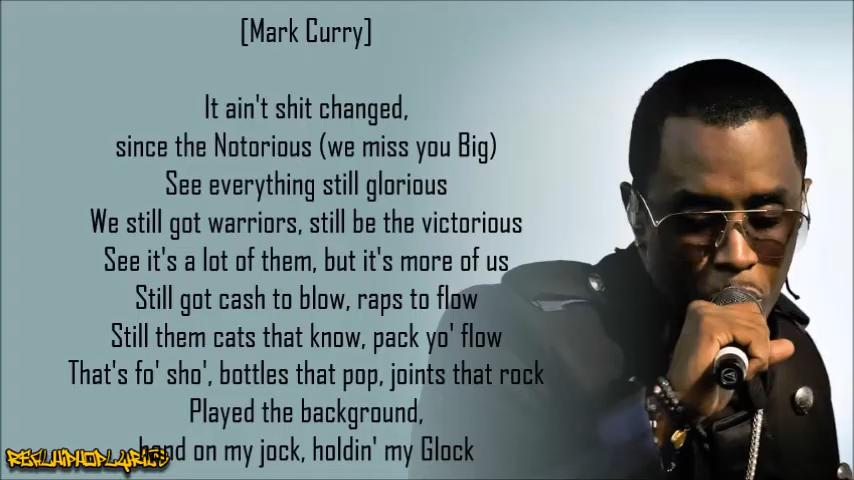 [Mark Curry]
It ain't shit changed,
since the Notorious (we miss you Big)
See everything still glorious
We still got warriors, still be the victorious
See it's a lot of them, but it's more of us
Still got cash to blow, raps to flow
Still them cats that know, pack yo' flow
That's fo' sho', bottles that pop, joints that rock
Played the background,
hand on my jock, holdin' my Glock
REALHIPHOPLYRICS